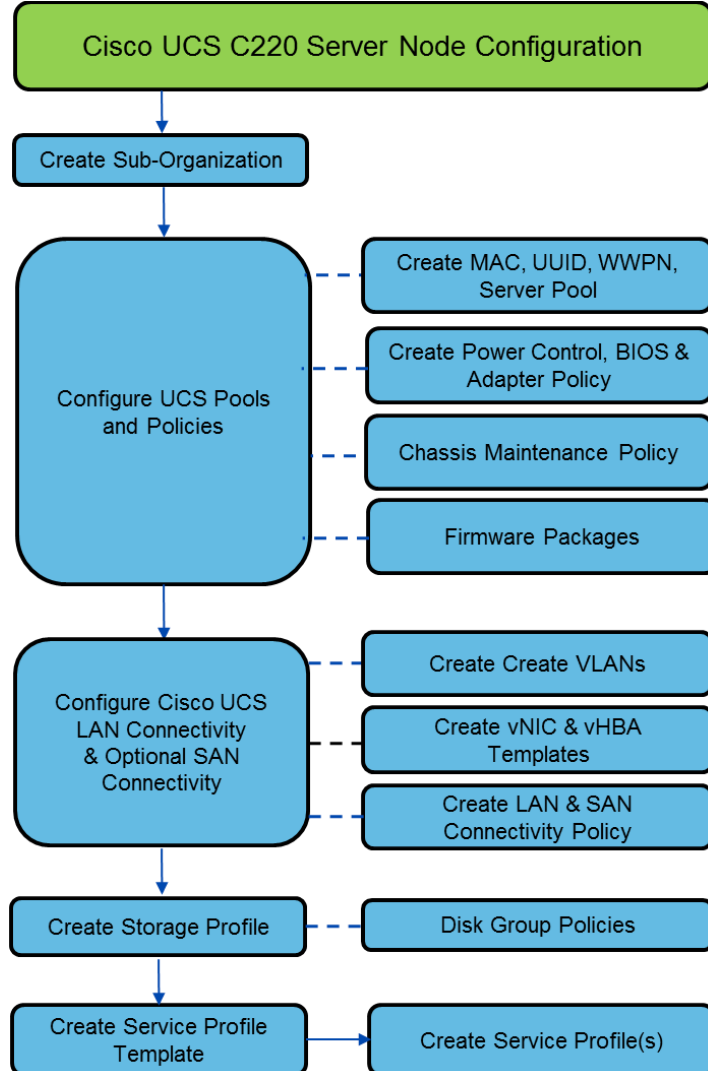 Cisco UCS C220 Server Node Configuration
Create Sub-Organization
Configure UCS Pools
and Policies
Create MAC, UUID, WWPN,
Server Pool
Create Power Control, BIOS &
Adapter Policy
Chassis Maintenance Policy
Firmware Packages
Configure Cisco UCS
LAN Connectivity
& Optional SAN
Connectivity
Create Create VLANs
Create vNIC & vHBA
Templates
Create LAN & SAN
Connectivity Policy
Create Storage Profile
Disk Group Policies
Create Service Profile
Template
Create Service Profile(s)